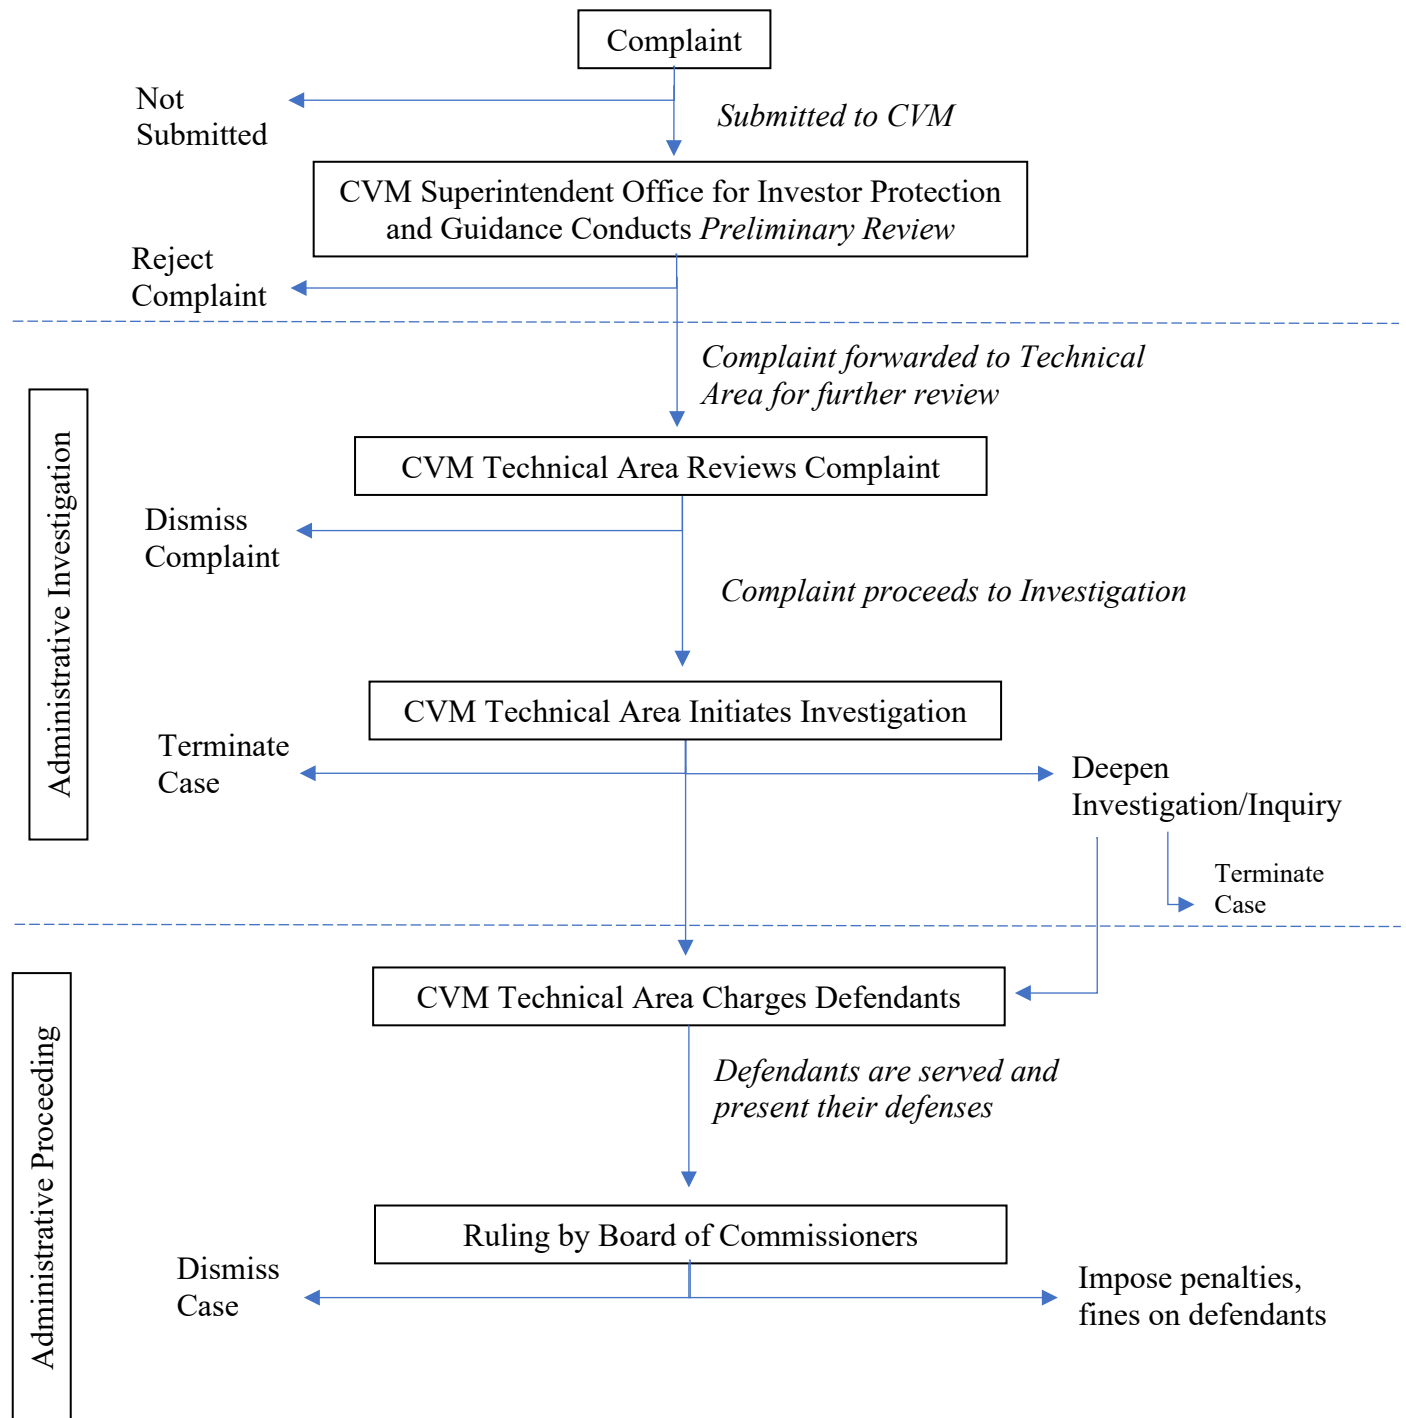 Complaint
Not
Submitted
Submitted to CVM
CVM Superintendent Office for Investor Protection
and Guidance Conducts Preliminary Review
Reject
Complaint
Complaint forwarded to Technical
Area for further review
Administrative Investigation
CVM Technical Area Reviews Complaint
Dismiss
Complaint
Complaint proceeds to Investigation
CVM Technical Area Initiates Investigation
Terminate
Case
Deepen
Investigation/Inquiry
Terminate
Case
Administrative Proceeding
CVM Technical Area Charges Defendants
Defendants are served and
present their defenses
Ruling by Board of Commissioners
Dismiss
Case
Impose penalties,
fines on defendants